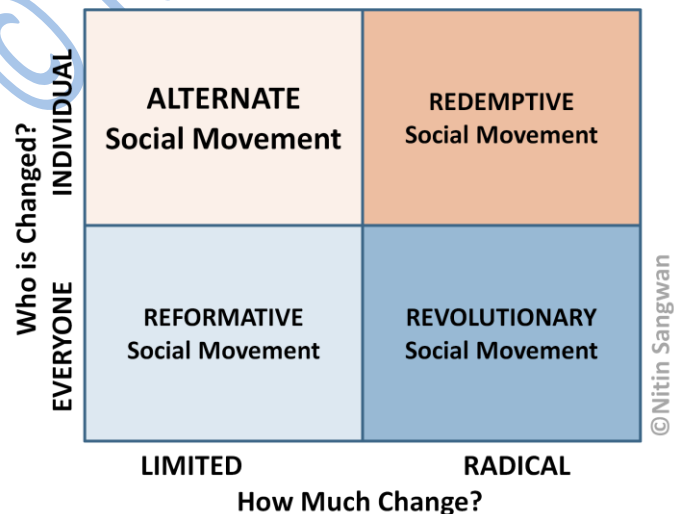 Who is Changed?
INDIVIDUAL
EVERYONE
ALTERNATE
Social Movement
REDEMPTIVE
Social Movement
REFORMATIVE
Social Movement
REVOLUTIONARY
Social Movement
LIMITED
RADICAL
How Much Change?
©Nitin Sangwan